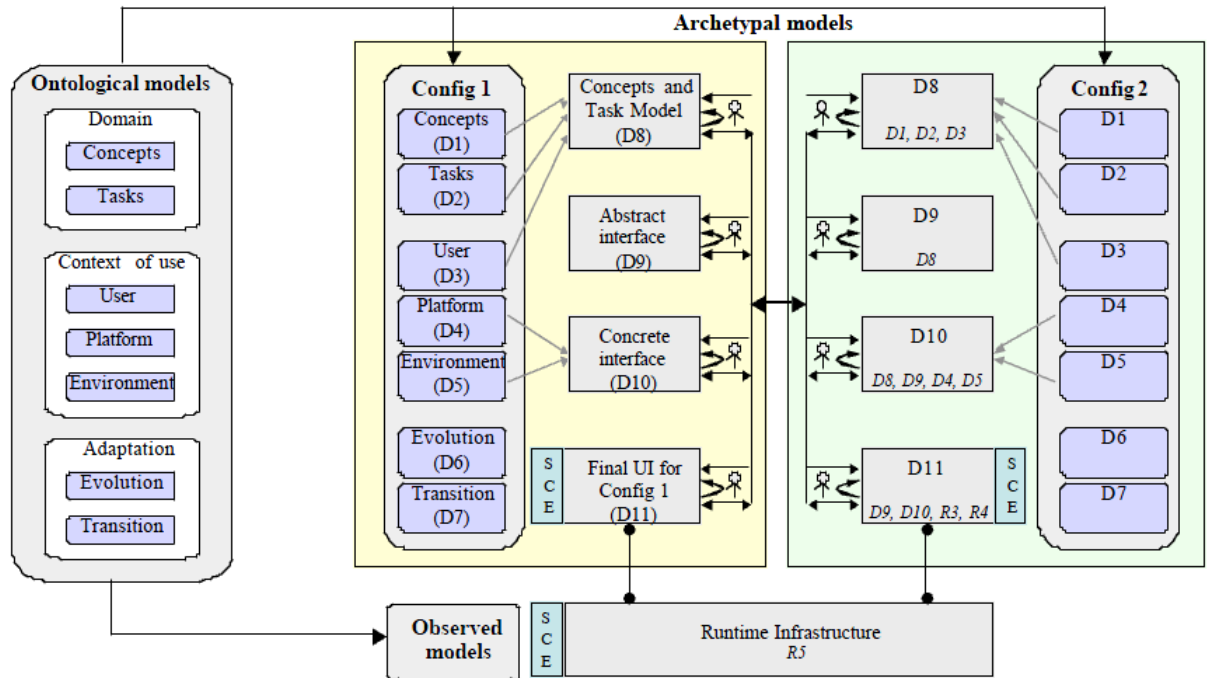 Archetypal models
Ontological models
Domain
Concepts
Tasks
Context of use
User
Platform
Environment
Adaptation
Evolution
Transition
Config 1
Concepts
(D1)
Tasks
(D2)
User
(D3)
Platform
(D4)
Environment
(D5)
Evolution
(D6)
Transition
(D7)
Concepts and
Task Model
(D8)
Abstract
interface
(D9)
Concrete
interface
(D10)
S
C
E
Final UI for
Config 1
(D11)
D8
D1, D2, D3
D9
D8
D10
D8, D9, D4, D5
D11
D9, D10, R3, R4
S
C
E
Config 2
D1
D2
D3
D4
D5
D6
D7
Observed
models
S
C
E
Runtime Infrastructure
R5